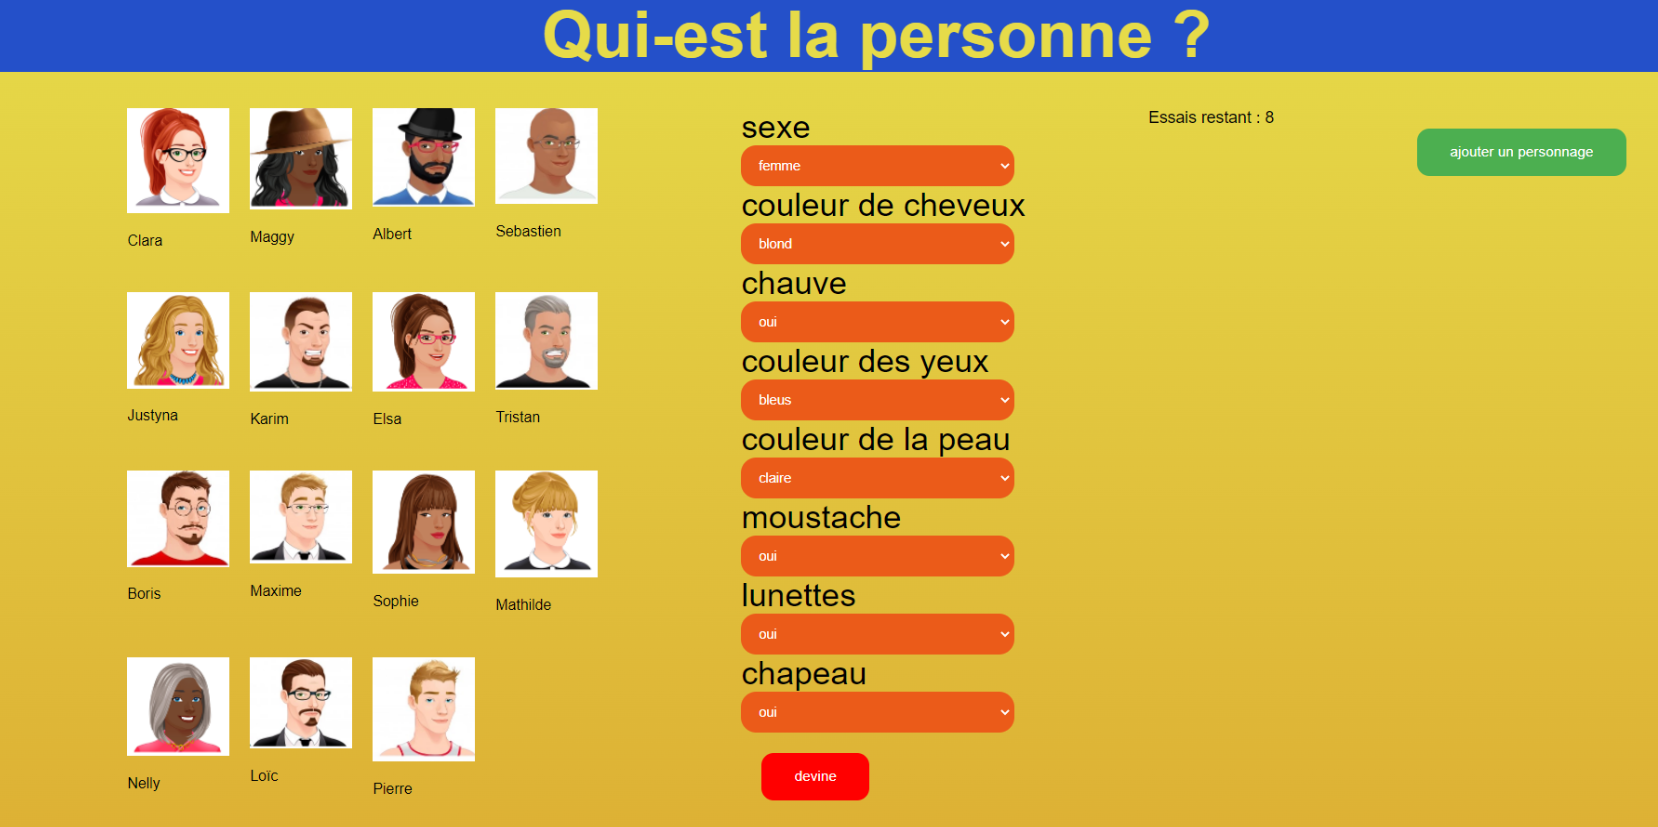 Qui-est la personne ?
Clara
Maggy
Albert
Sebastien
Justyna
Karim
Elsa
Tristan
Boris
Maxime
Sophie
Mathilde
Nelly
Loïc
Pierre
sexe
femme
couleur de cheveux
blond
chauve
oui
couleur des yeux
bleus
couleur de la peau
claire
moustache
oui
lunettes
oui
chapeau
oui
devine
Essais restant : 8
ajouter un personnage